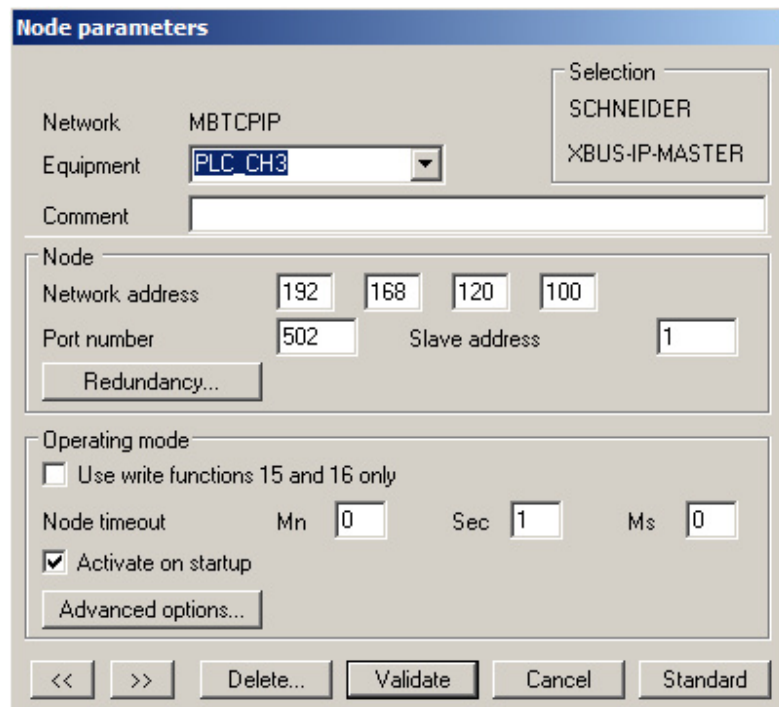 Node parameters
Selection
SCHNEIDER
Network MBTCPIP
XBUS-IP-MASTER
Equipment PLC_CH3
Comment
Node
Network address 192 168 120 100
Port number 502 Slave address 1
Redundancy...
Operating mode
Use write functions 15 and 16 only
Node timeout Mn 0 Sec 1 Ms 0
Activate on startup
Advanced options...
<< >> Delete... Validate Cancel Standard